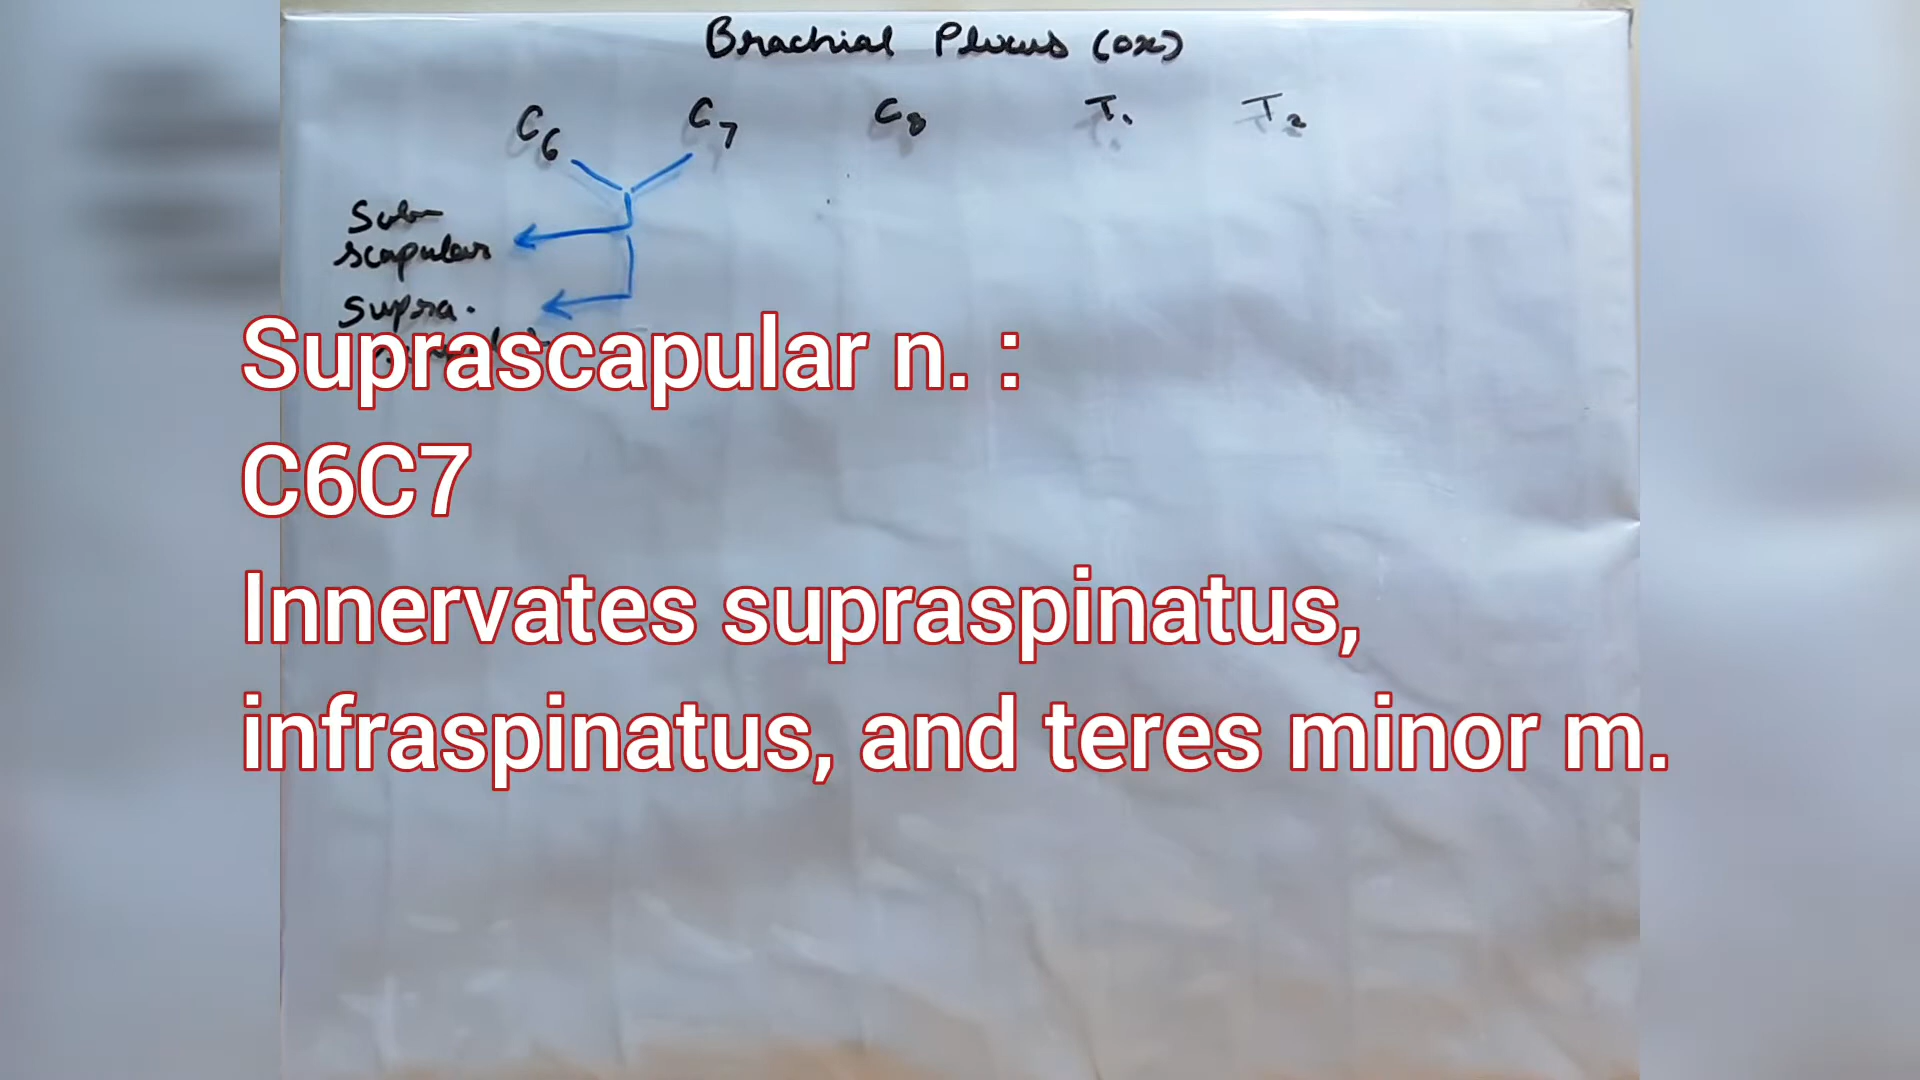 Brachial Plexus (ox)
C6 C7 C8 T1 T2
Sub
scapular
Supra.
Suprascapular n. :
C6C7
Innervates supraspinatus,
infraspinatus, and teres minor m.